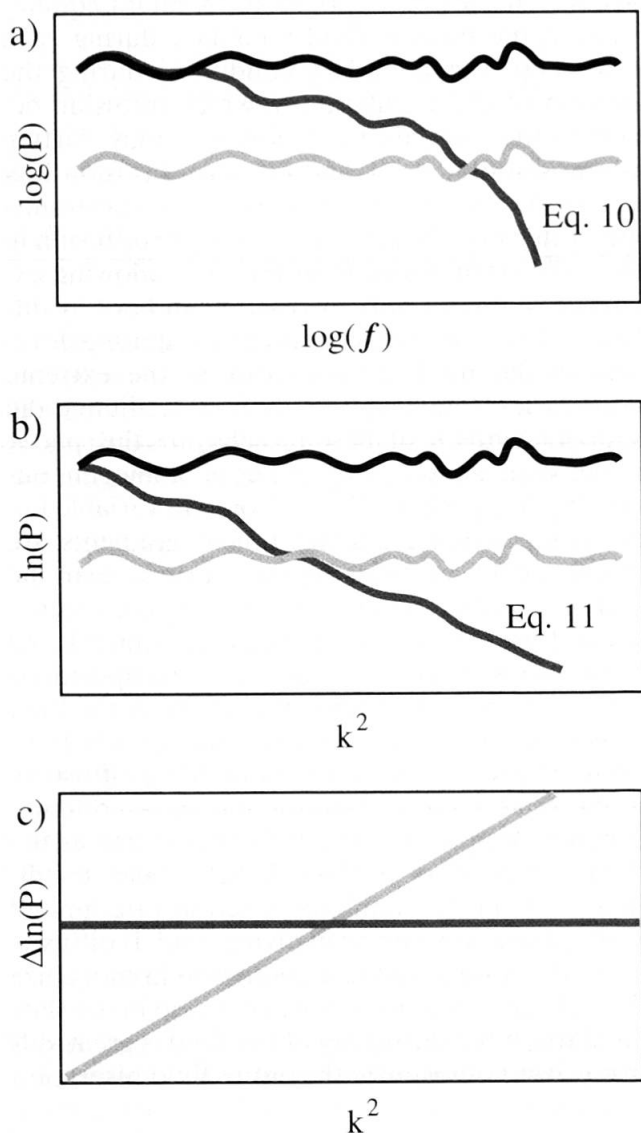 a)
log(P)
Eq. 10
log(f)
b)
ln(P)
Eq. 11
k²
c)
Δln(P)
k²